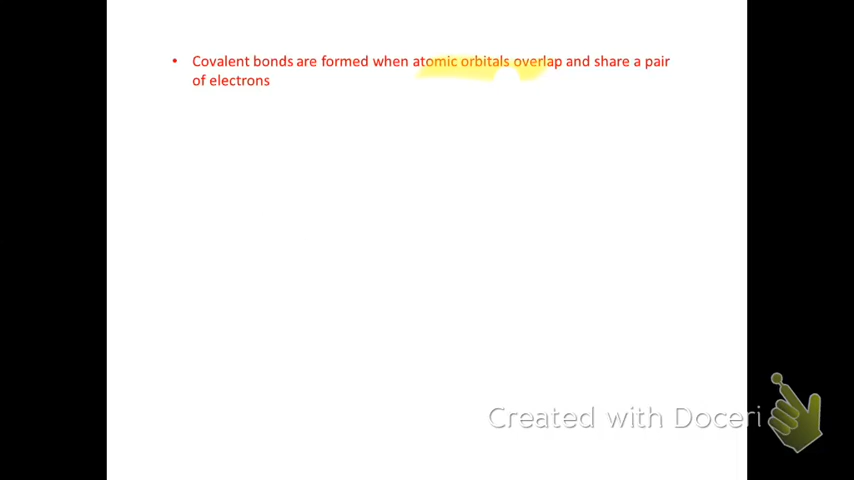 • Covalent bonds are formed when atomic orbitals overlap and share a pair
of electrons
Created with Doceri